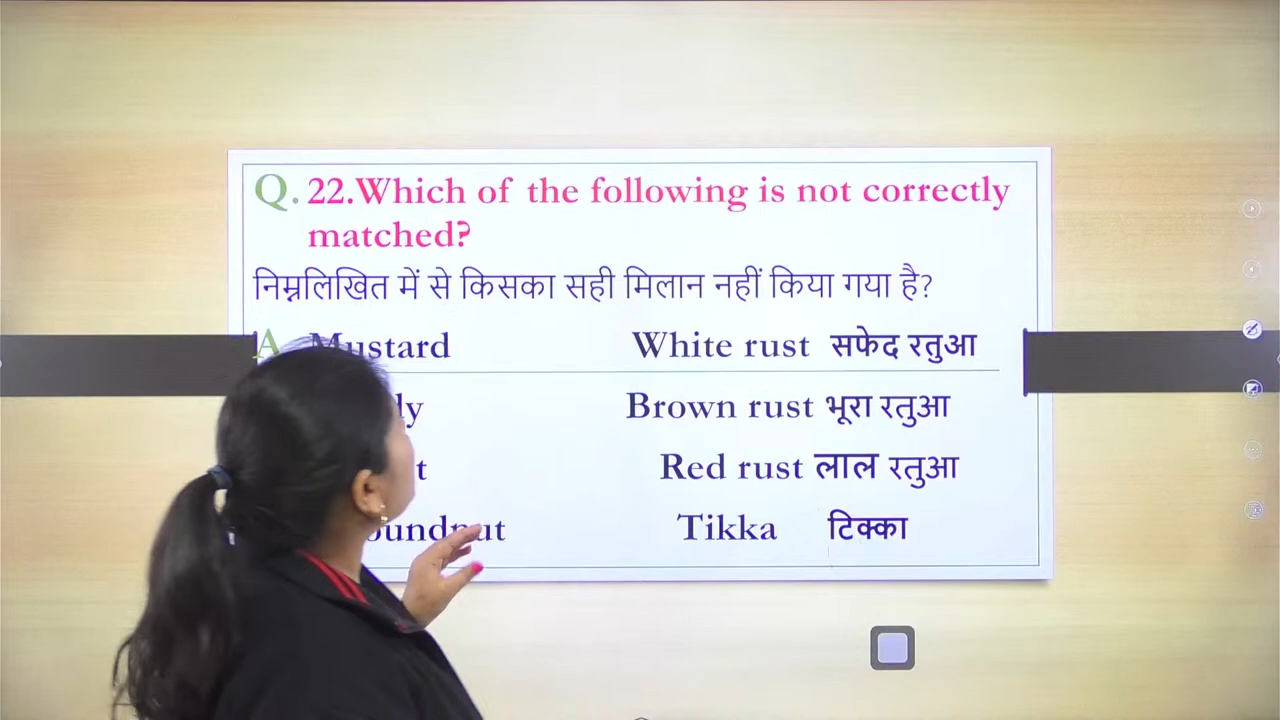 Q. 22.Which of the following is not correctly
matched?
निम्नलिखित में से किसका सही मिलान नहीं किया गया है?
A Mustard White rust सफेद रतुआ
Brown rust भूरा रतुआ
Red rust लाल रतुआ
Tikka टिक्का